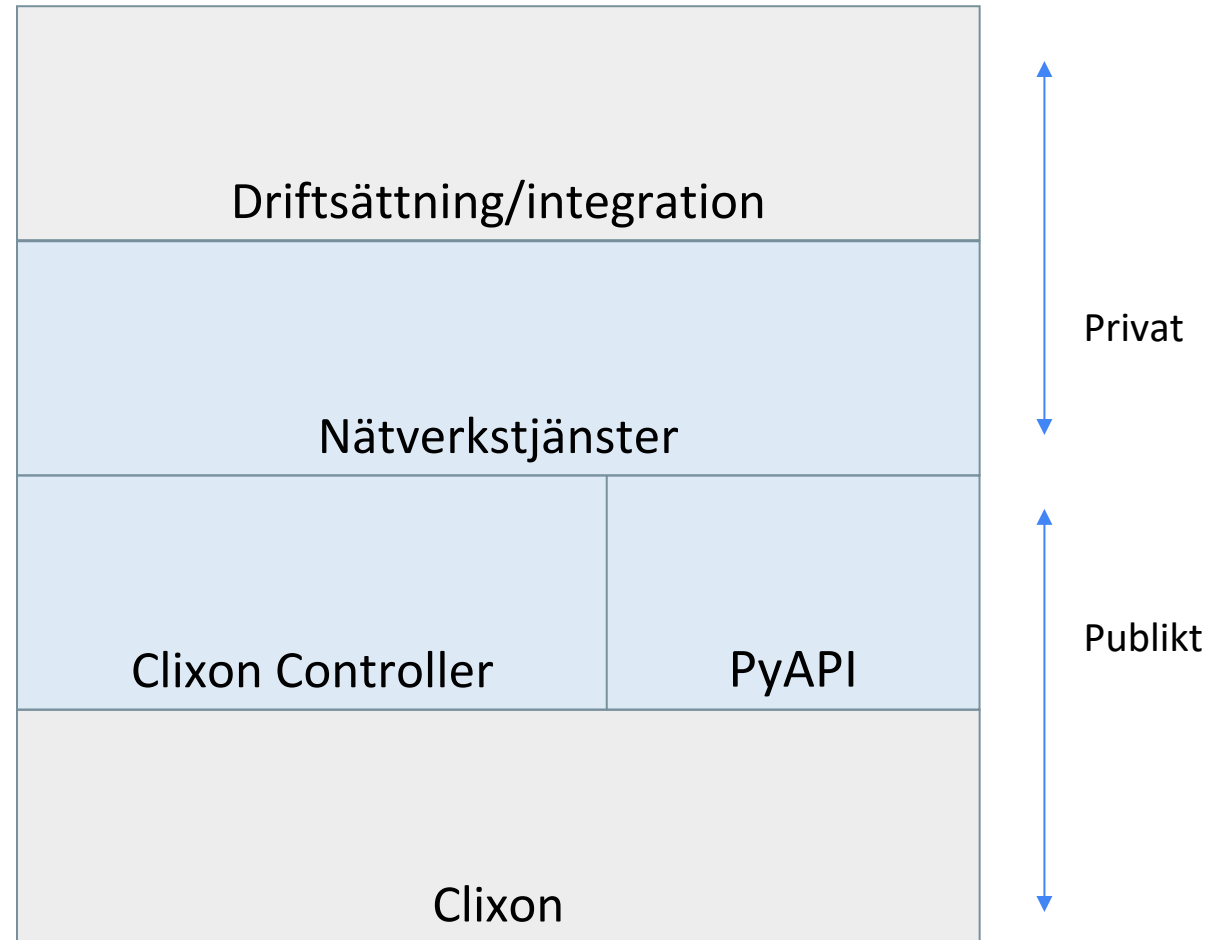 Driftsättning/integration
Privat
Nätverkstjänster
Publikt
Clixon Controller
PyAPI
Clixon